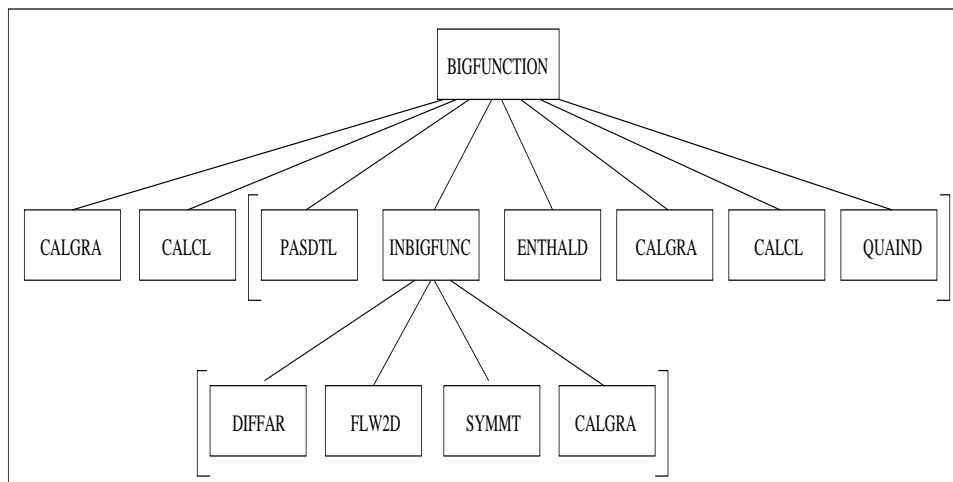 BIGFUNCTION
CALGRA CALCL PASDTL INBIGFUNC ENTHALD CALGRA CALCL QUAIND
DIFFAR FLW2D SYMMT CALGRA